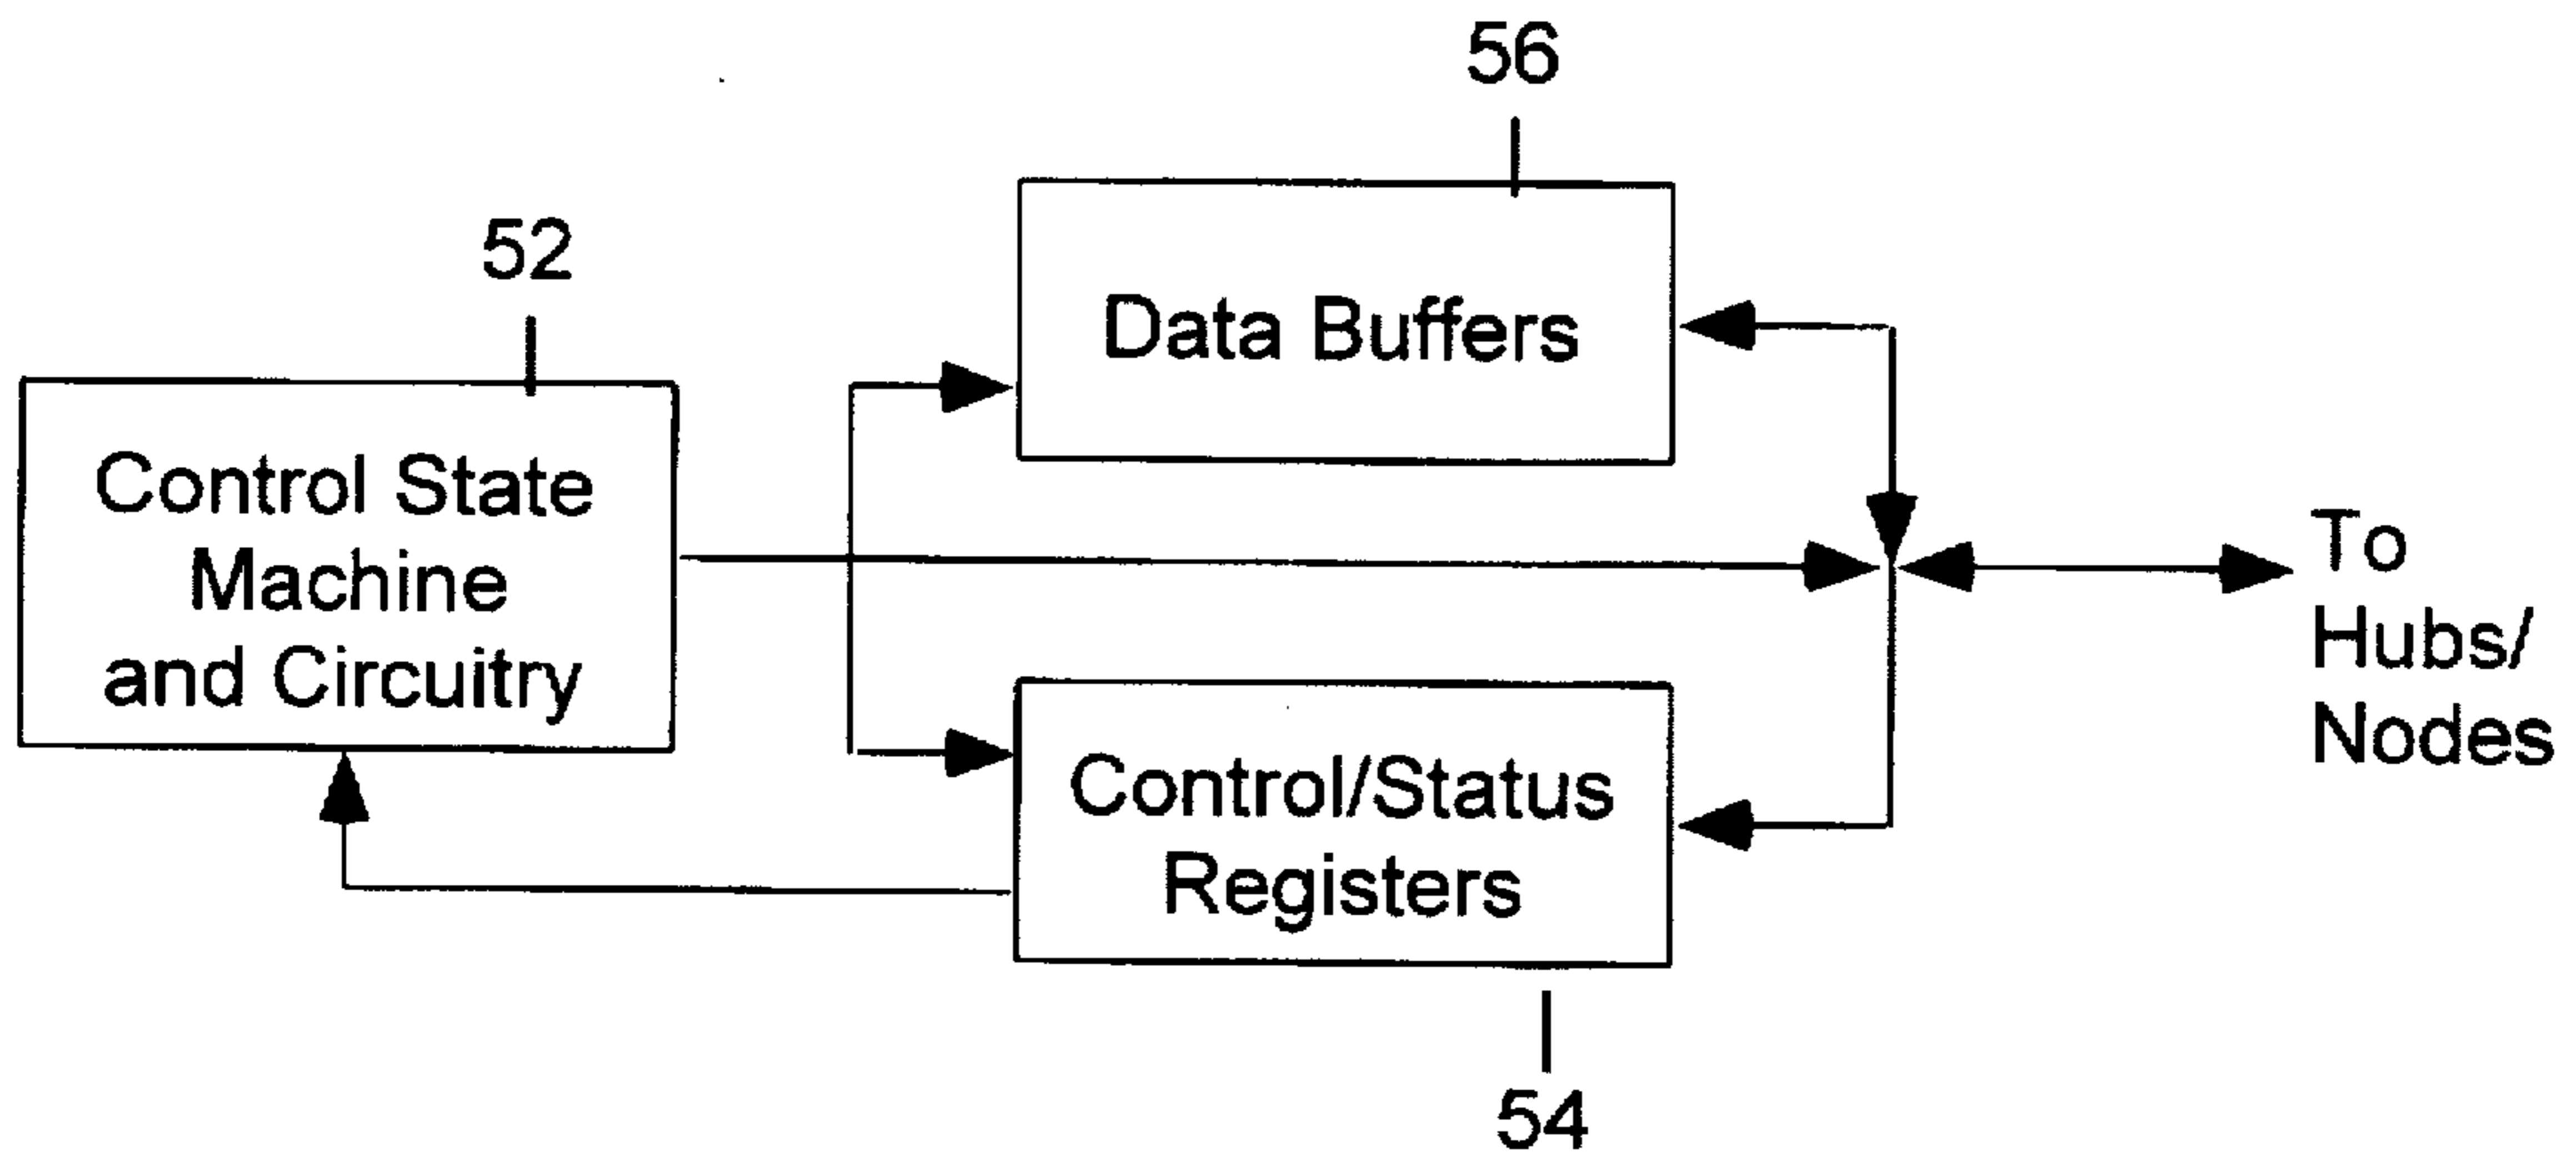 56
52
Data Buffers
Control State
Machine
and Circuitry
To
Hubs/
Nodes
Control/Status
Registers
54